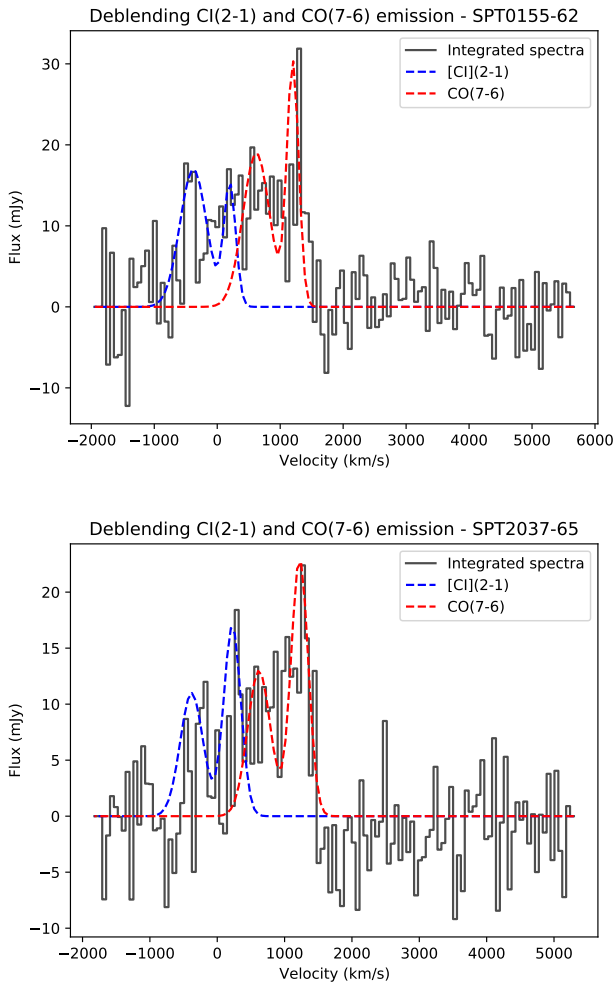 Deblending CI(2-1) and CO(7-6) emission - SPT0155-62
Integrated spectra
[CI](2-1)
CO(7-6)
30
20
10
0
−10
Flux (mJy)
−2000 −1000 0 1000 2000 3000 4000 5000 6000
Velocity (km/s)
Deblending CI(2-1) and CO(7-6) emission - SPT2037-65
Integrated spectra
[CI](2-1)
CO(7-6)
20
15
10
5
0
−5
−10
Flux (mJy)
−2000 −1000 0 1000 2000 3000 4000 5000
Velocity (km/s)